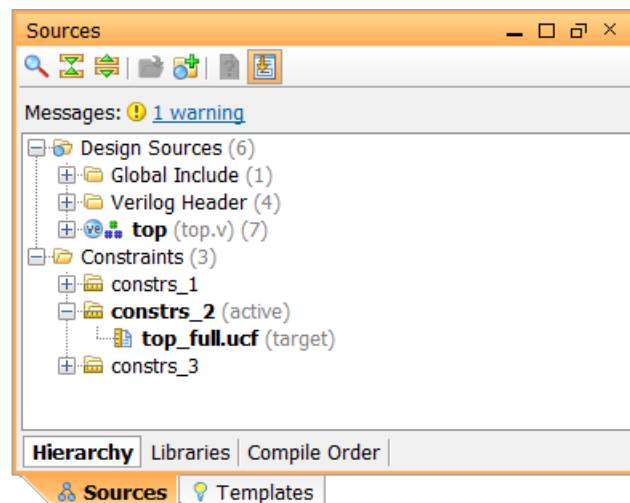 Sources
Messages: 1 warning
Design Sources (6)
Global Include (1)
Verilog Header (4)
ve top (top.v) (7)
Constraints (3)
constrs_1
constrs_2 (active)
top_full.ucf (target)
constrs_3
Hierarchy Libraries Compile Order
Sources Templates